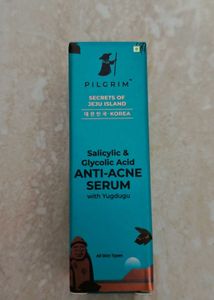 PILGRIM
SECRETS OF
JEJU ISLAND
대한민국 • KOREA
Salicylic &
Glycolic Acid
ANTI-ACNE
SERUM
with Yugdugu
All Skin Types